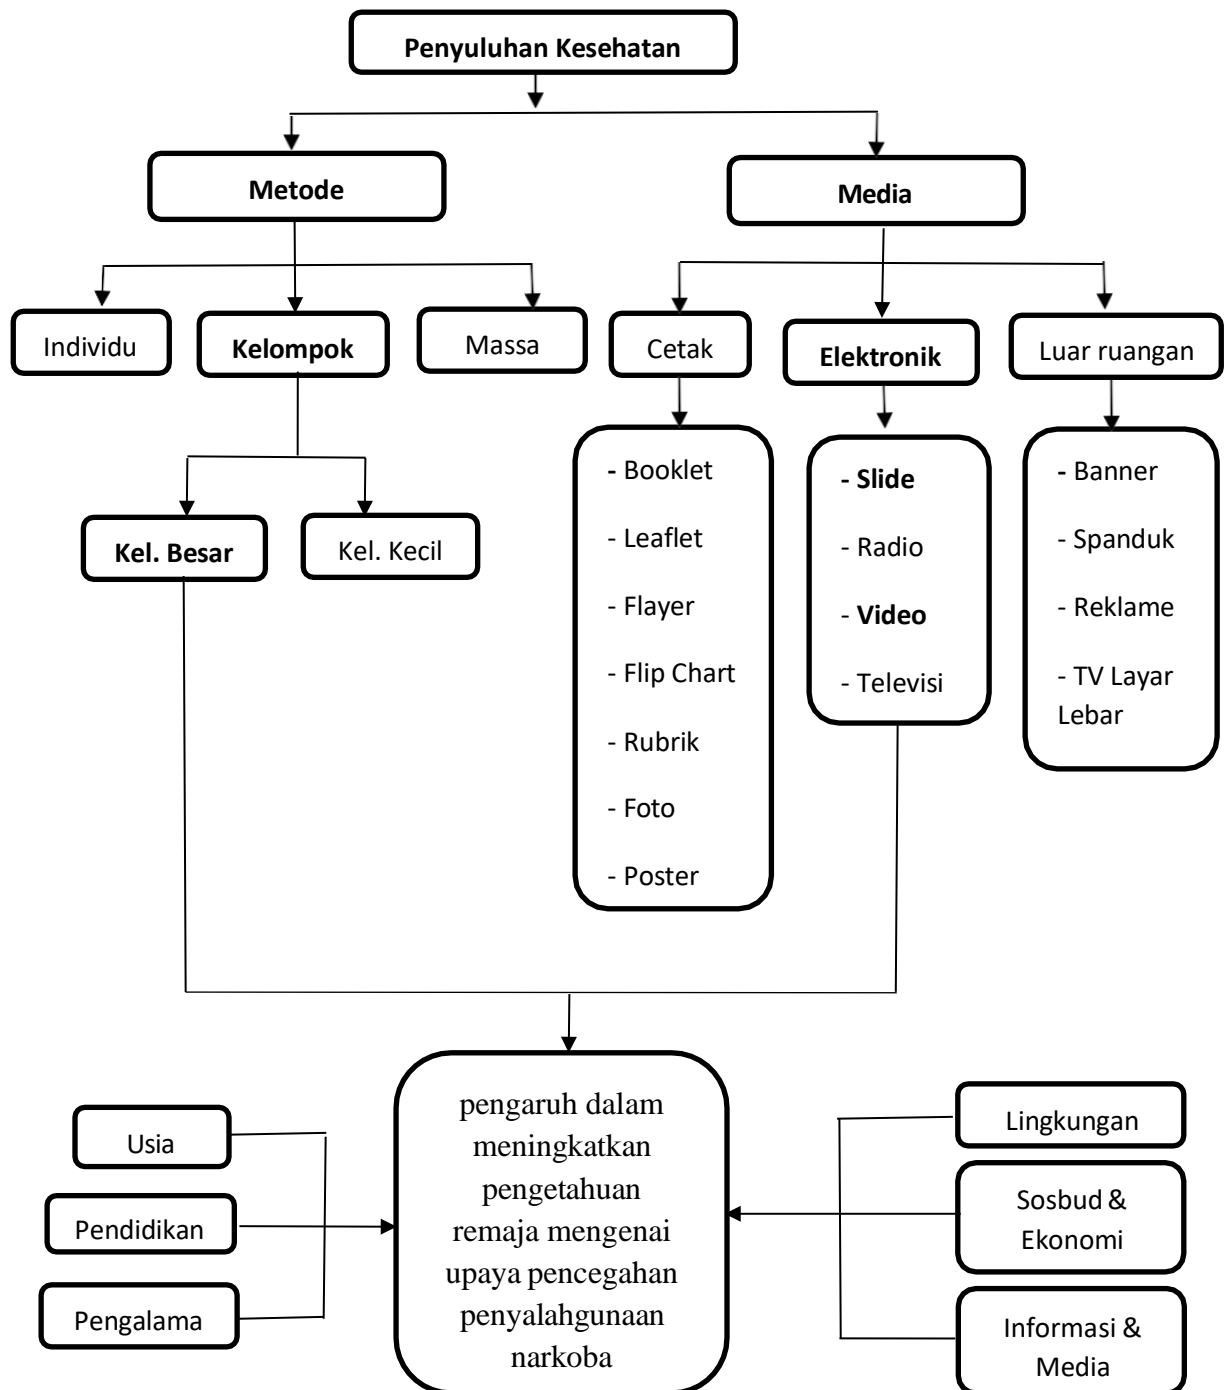 Penyuluhan Kesehatan
Metode
Media
Individu
Kelompok
Massa
Cetak
Elektronik
Luar ruangan
Kel. Besar
Kel. Kecil
- Booklet
- Leaflet
- Flayer
- Flip Chart
- Rubrik
- Foto
- Poster
- Slide
- Radio
- Video
- Televisi
- Banner
- Spanduk
- Reklame
- TV Layar
Lebar
Usia
Pendidikan
Pengalama
pengaruh dalam
meningkatkan
pengetahuan
remaja mengenai
upaya pencegahan
penyalahgunaan
narkoba
Lingkungan
Sosbud &
Ekonomi
Informasi &
Media